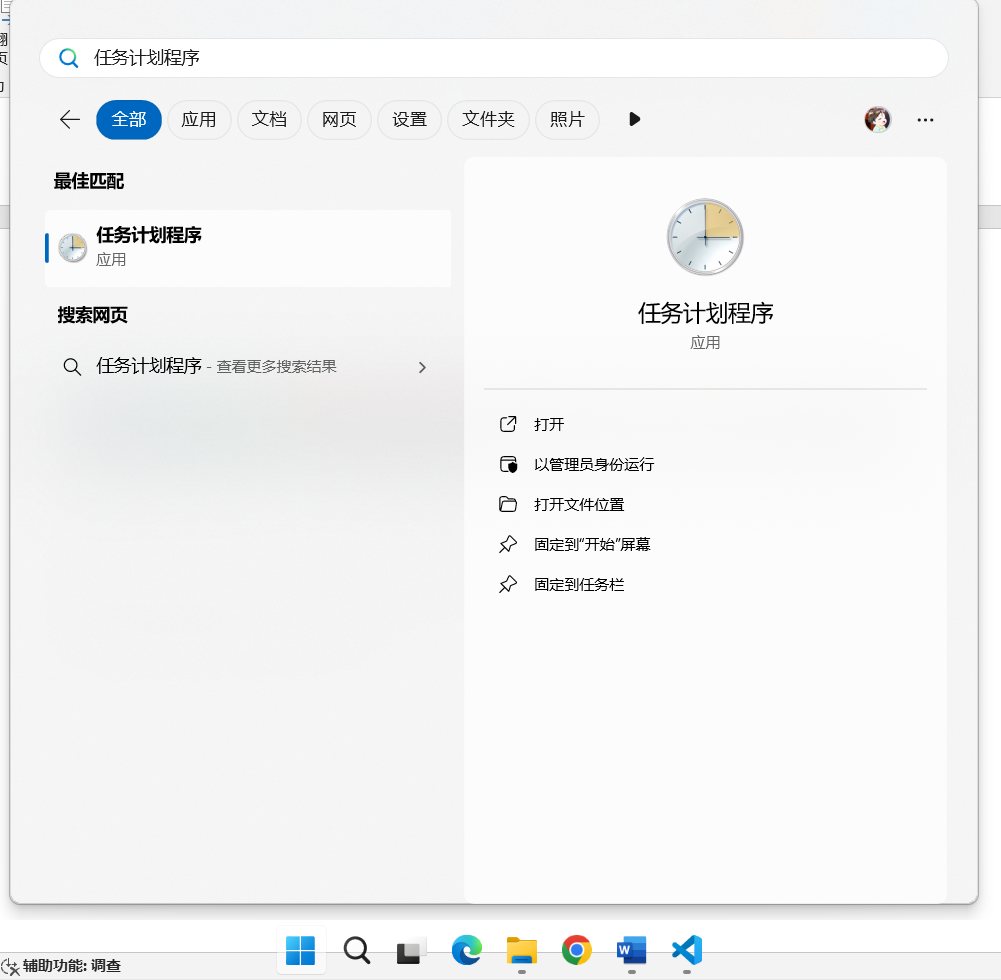 翻
页
任务计划程序
全部 应用 文档 网页 设置 文件夹 照片
最佳匹配
任务计划程序
应用
搜索网页
任务计划程序 - 查看更多搜索结果
任务计划程序
应用
打开
以管理员身份运行
打开文件位置
固定到"开始"屏幕
固定到任务栏
W
辅助功能: 调查